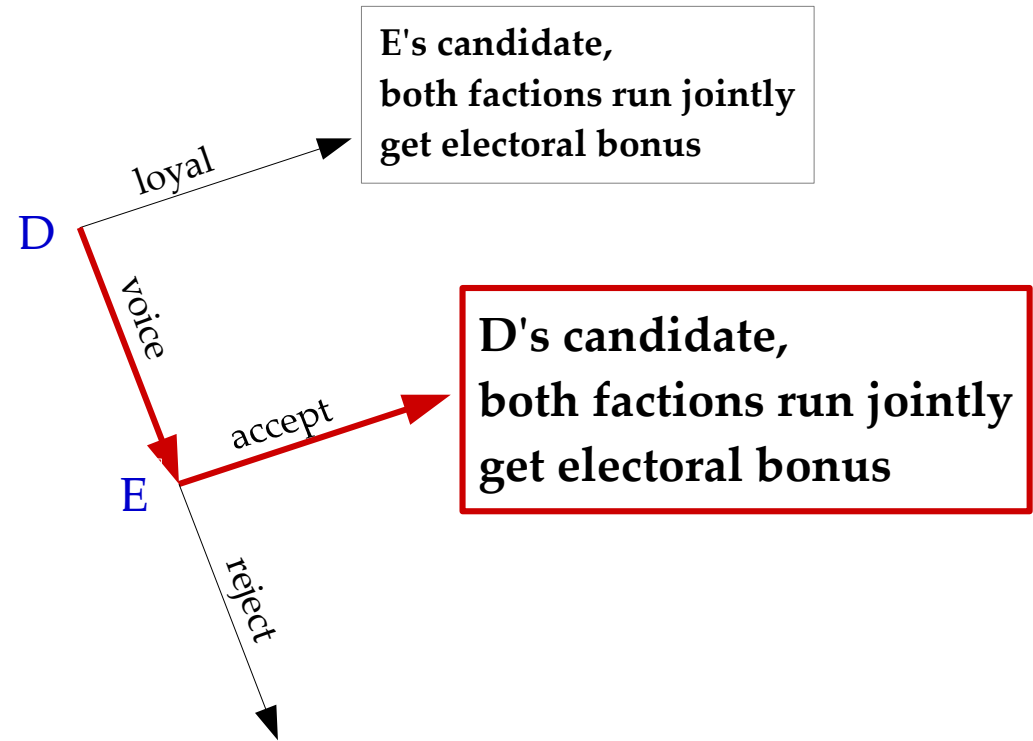 E's candidate,
both factions run jointly
get electoral bonus
loyal
D
voice
D's candidate,
both factions run jointly
get electoral bonus
accept
E
reject